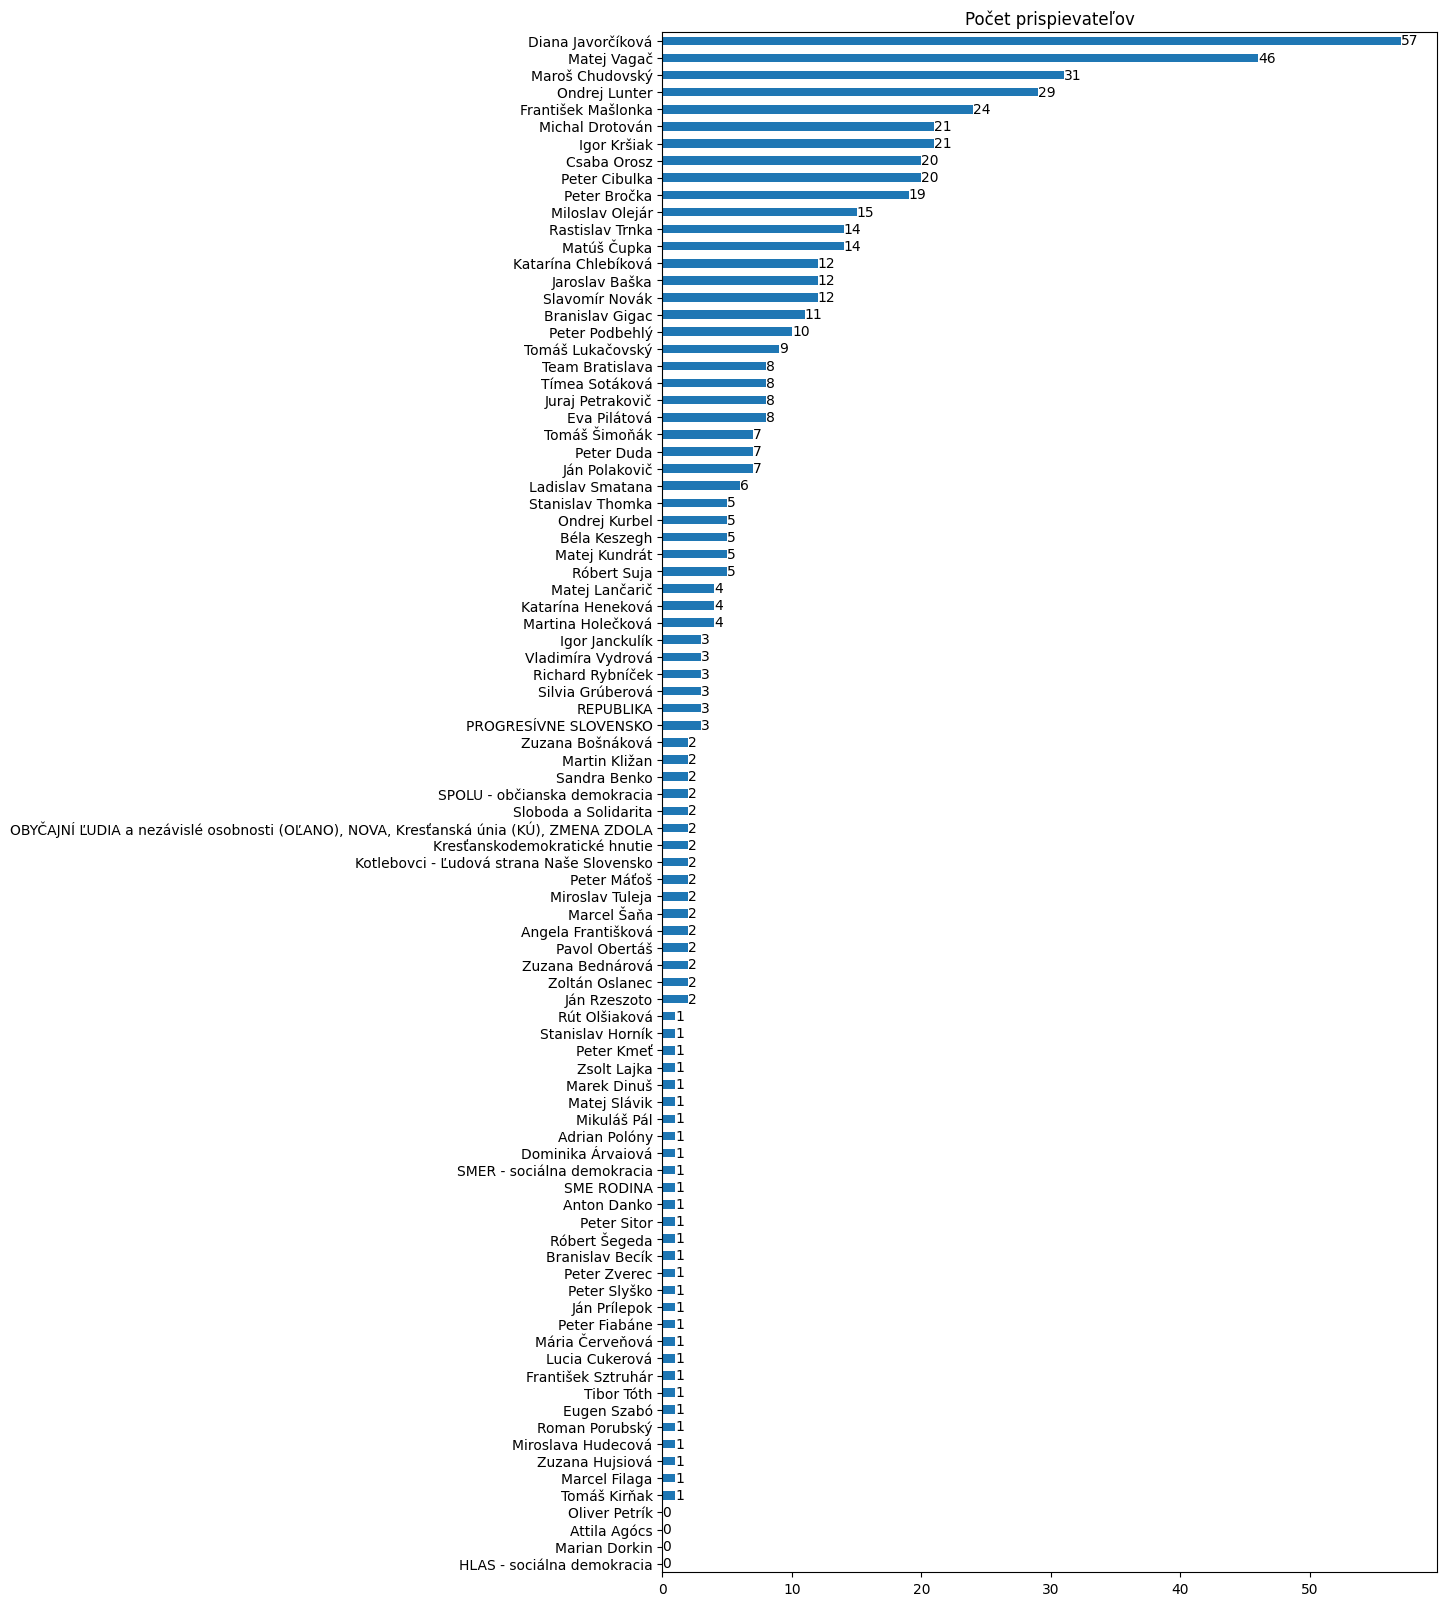 Počet prispievateľov
Diana Javorčíková 57
Matej Vagač 46
Maroš Chudovský 31
Ondrej Lunter 29
František Mašlonka 24
Michal Drotován 21
Igor Kršiak 21
Csaba Orosz 20
Peter Cibulka 20
Peter Bročka 19
Miloslav Olejár 15
Rastislav Trnka 14
Matúš Čupka 14
Katarína Chlebíková 12
Jaroslav Baška 12
Slavomír Novák 12
Branislav Gigac 11
Peter Podbehlý 10
Tomáš Lukačovský 9
Team Bratislava 8
Tímea Sotáková 8
Juraj Petrakovič 8
Eva Pilátová 8
Tomáš Šimoňák 7
Peter Duda 7
Ján Polakovič 7
Ladislav Smatana 6
Stanislav Thomka 5
Ondrej Kurbel 5
Béla Keszegh 5
Matej Kundrát 5
Róbert Suja 5
Matej Lančarič 4
Katarína Heneková 4
Martina Holečková 4
Igor Janckulík 3
Vladimíra Vydrová 3
Richard Rybníček 3
Silvia Grúberová 3
REPUBLIKA 3
PROGRESÍVNE SLOVENSKO 3
Zuzana Bošnáková 2
Martin Kližan 2
Sandra Benko 2
SPOLU - občianska demokracia 2
Sloboda a Solidarita 2
OBYČAJNÍ ĽUDIA a nezávislé osobnosti (OĽANO), NOVA, Kresťanská únia (KÚ), ZMENA ZDOLA 2
Kresťanskodemokratické hnutie 2
Kotlebovci - Ľudová strana Naše Slovensko 2
Peter Máťoš 2
Miroslav Tuleja 2
Marcel Šaňa 2
Angela Františková 2
Pavol Obertáš 2
Zuzana Bednárová 2
Zoltán Oslanec 2
Ján Rzeszoto 2
Rút Olšiaková 1
Stanislav Horník 1
Peter Kmeť 1
Zsolt Lajka 1
Marek Dinuš 1
Matej Slávik 1
Mikuláš Pál 1
Adrian Polóny 1
Dominika Árvaiová 1
SMER - sociálna demokracia 1
SME RODINA 1
Anton Danko 1
Peter Sitor 1
Róbert Šegeda 1
Branislav Becík 1
Peter Zverec 1
Peter Slyško 1
Ján Prílepok 1
Peter Fiabáne 1
Mária Červeňová 1
Lucia Cukerová 1
František Sztruhár 1
Tibor Tóth 1
Eugen Szabó 1
Roman Porubský 1
Miroslava Hudecová 1
Zuzana Hujsiová 1
Marcel Filaga 1
Tomáš Kirňak 1
Oliver Petrík 0
Attila Agócs 0
Marian Dorkin 0
HLAS - sociálna demokracia 0
0 10 20 30 40 50